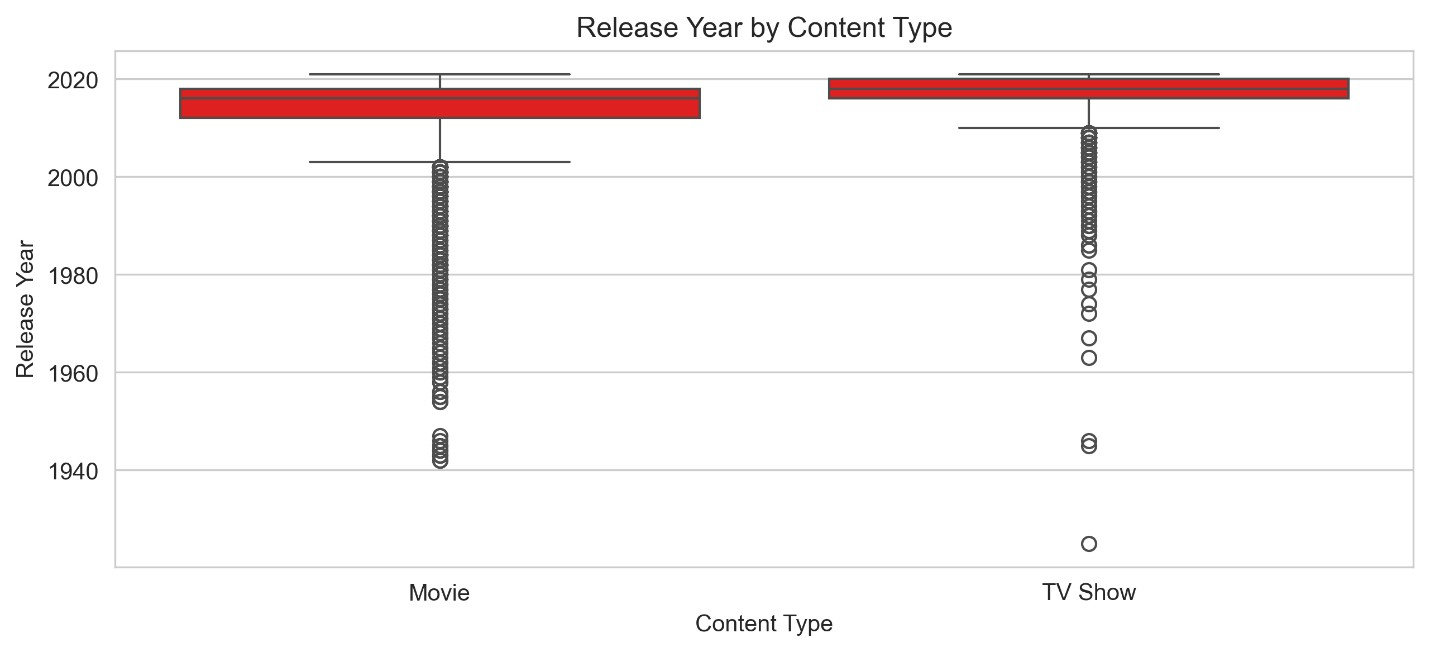 Release Year by Content Type
2020
2000
1980
1960
1940
Release Year
Movie
TV Show
Content Type